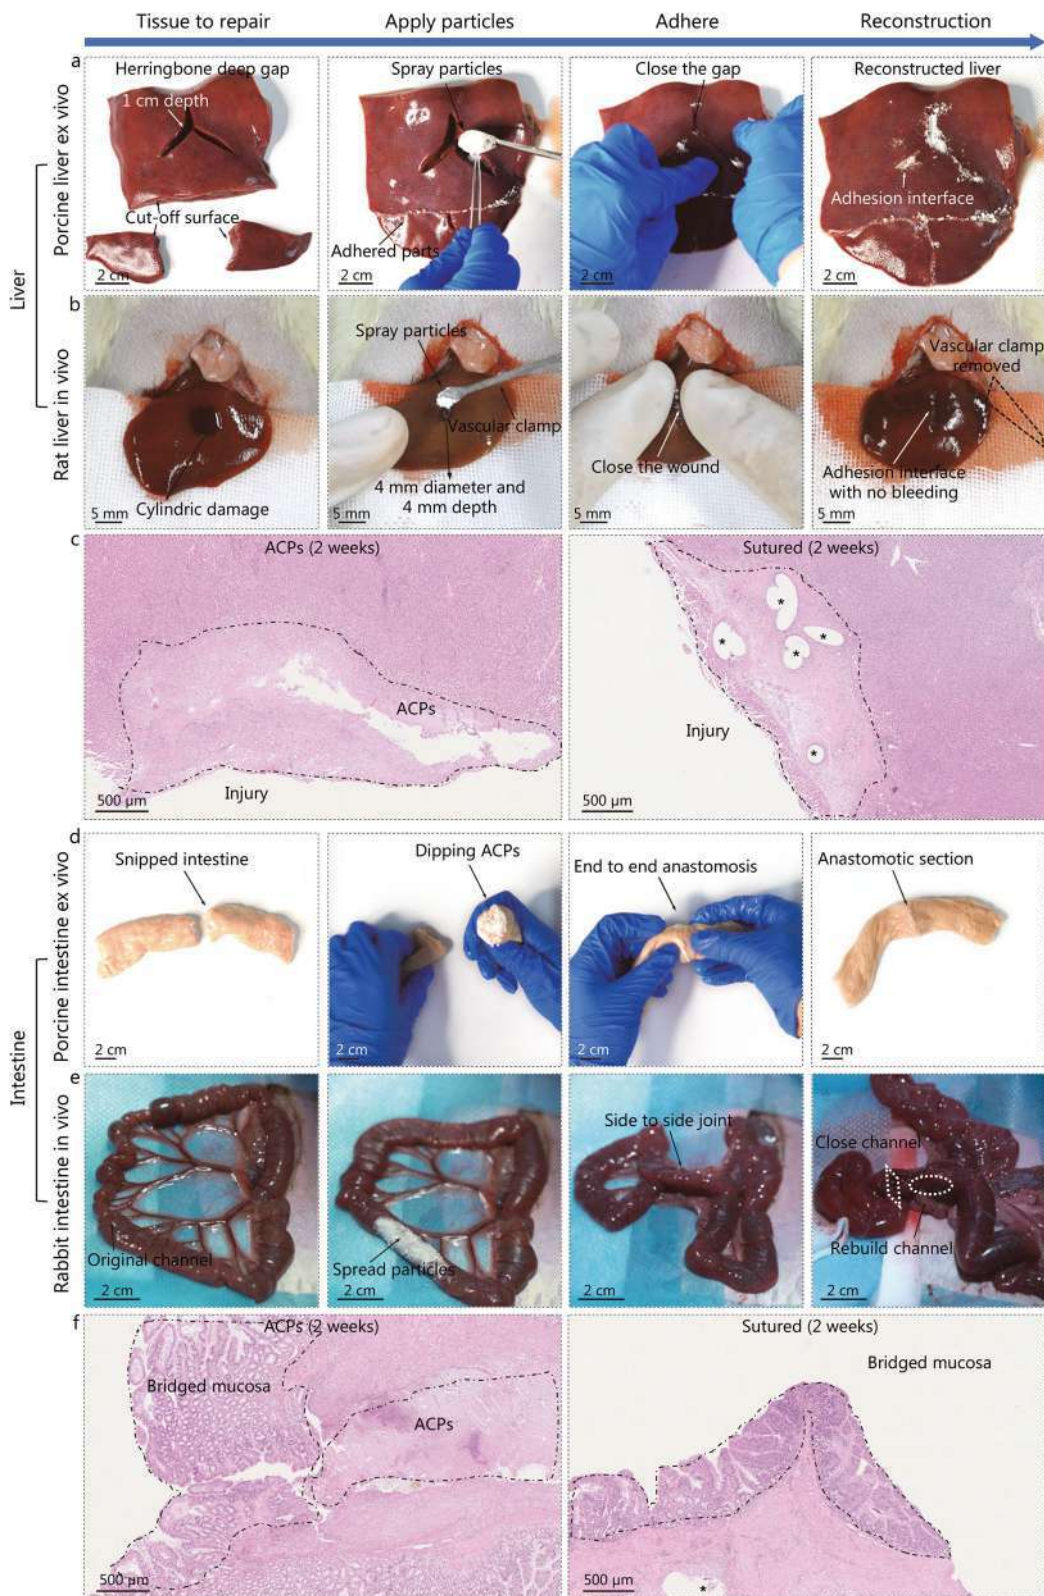 Tissue to repair
Apply particles
Adhere
Reconstruction
Liver
a
Porcine liver ex vivo
Herringbone deep gap
1 cm depth
Cut-off surface
2 cm
Spray particles
Adhered parts
2 cm
Close the gap
2 cm
Reconstructed liver
Adhesion interface
2 cm
b
Rat liver in vivo
Cylindric damage
5 mm
Spray particles
Vascular clamp
4 mm diameter and
4 mm depth
5 mm
Close the wound
5 mm
Vascular clamp
removed
Adhesion interface
with no bleeding
5 mm
c
ACPs (2 weeks)
ACPs
Injury
500 μm
Sutured (2 weeks)
*
*
*
*
*
Injury
500 μm
Intestine
d
Porcine intestine ex vivo
Snipped intestine
2 cm
Dipping ACPs
2 cm
End to end anastomosis
2 cm
Anastomotic section
2 cm
e
Rabbit intestine in vivo
Original channel
2 cm
Spread particles
2 cm
Side to side joint
2 cm
Close channel
Rebuild channel
2 cm
f
ACPs (2 weeks)
Bridged mucosa
ACPs
500 μm
Sutured (2 weeks)
Bridged mucosa
500 μm
*